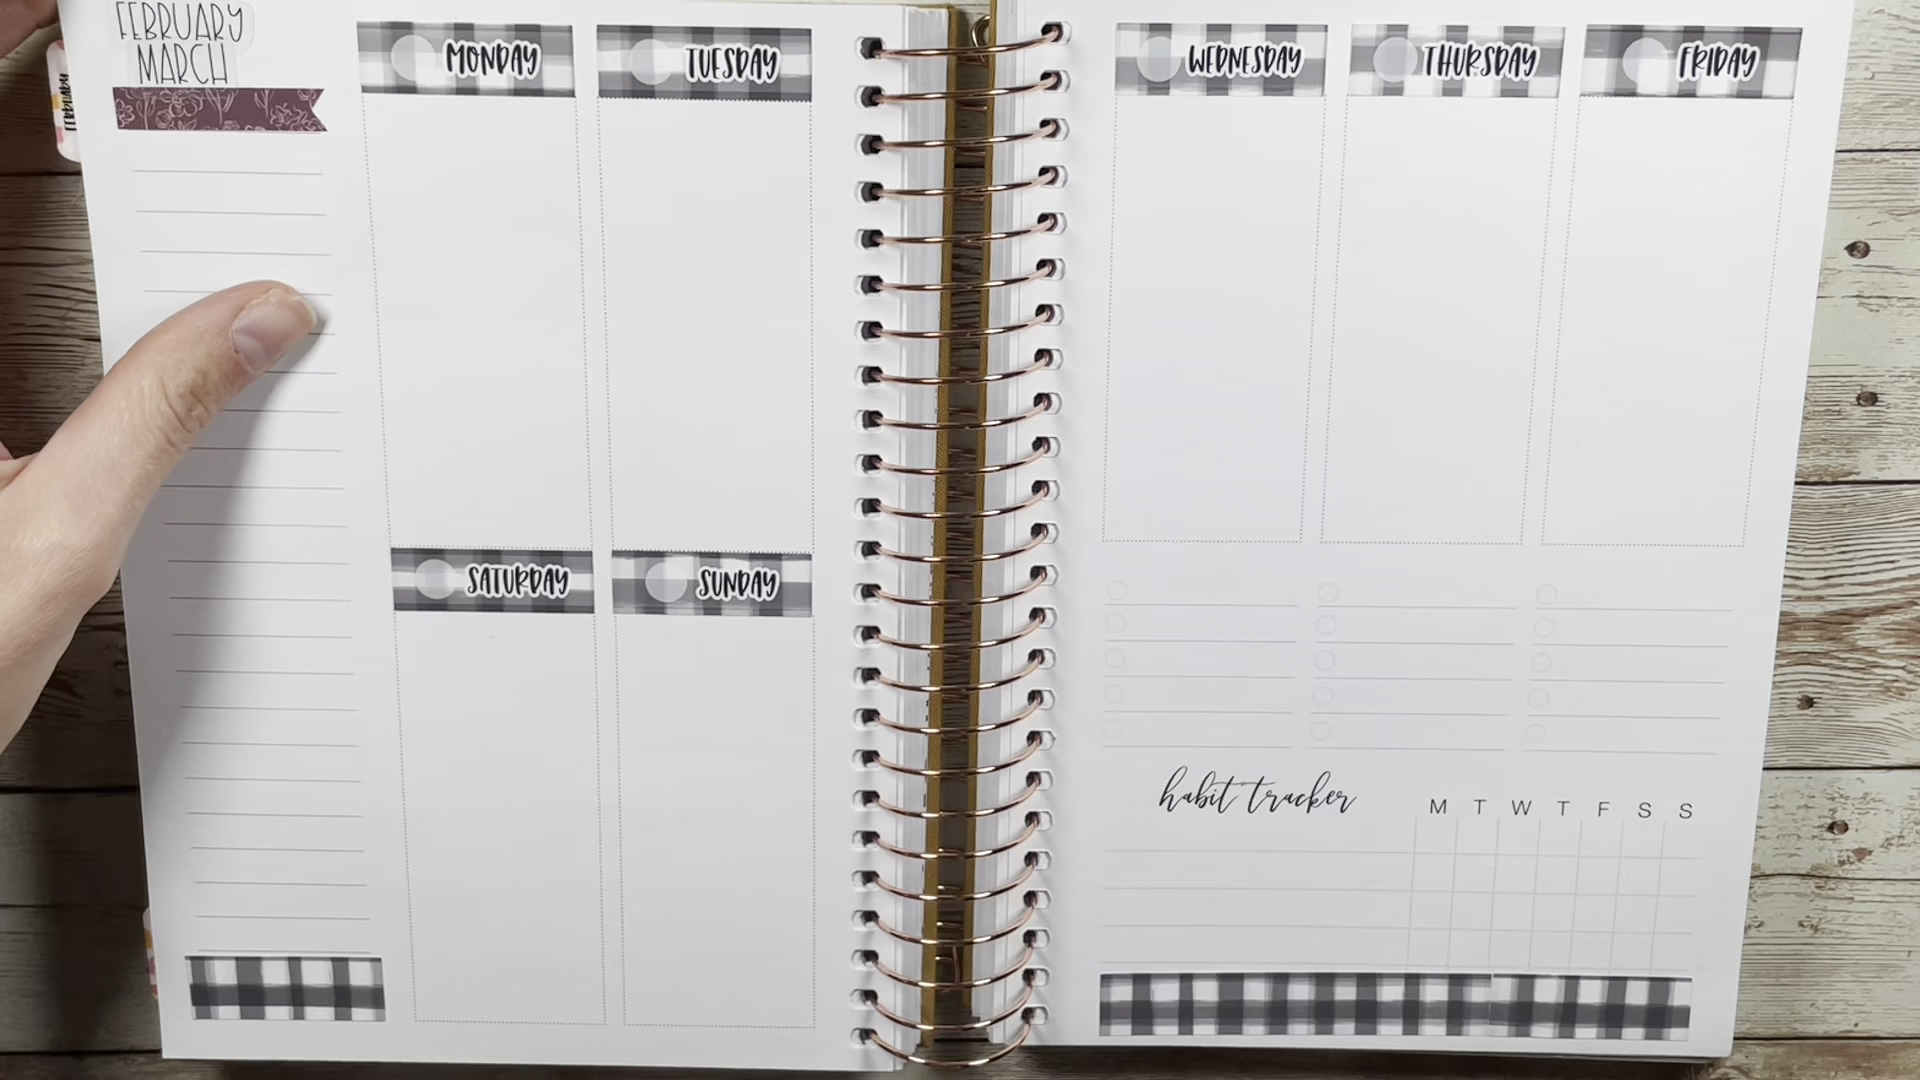 FEBRUARY
MARCH
MONDAY
TUESDAY
SATURDAY
SUNDAY
WEDNESDAY
THURSDAY
FRIDAY
habit tracker
M T W T F S S